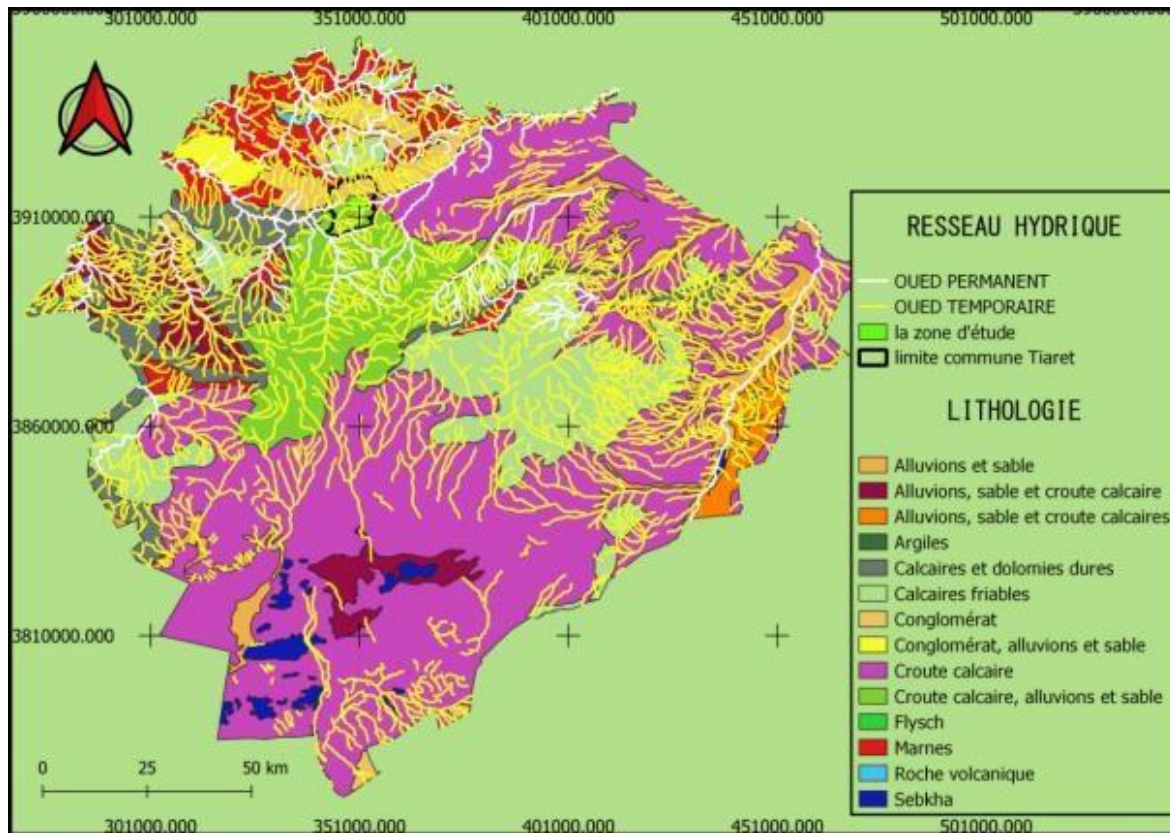 301000.000 351000.000 401000.000 451000.000 501000.000
3910000.000
3860000.000
3810000.000
RESSEAU HYDRIQUE
OUED PERMANENT
OUED TEMPORAIRE
la zone d'étude
limite commune Tiaret
LITHOLOGIE
Alluvions et sable
Alluvions, sable et croute calcaire
Alluvions, sable et croute calcaires
Argiles
Calcaires et dolomies dures
Calcaires friables
Conglomérat
Conglomérat, alluvions et sable
Croute calcaire
Croute calcaire, alluvions et sable
Flysch
Marnes
Roche volcanique
Sebkha
0 25 50 km
301000.000 351000.000 401000.000 451000.000 501000.000